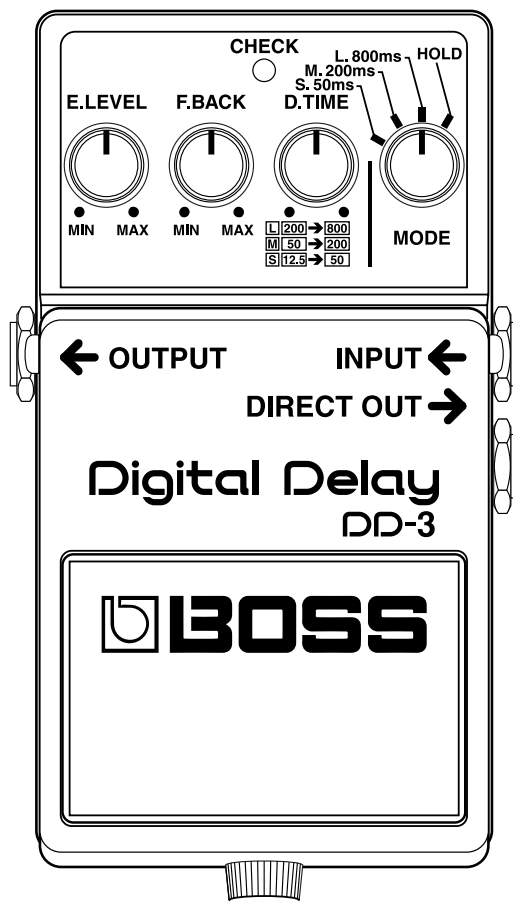 CHECK
L. 800ms
HOLD
M. 200ms
S. 50ms
E.LEVEL
F.BACK
D.TIME
MIN MAX
MIN MAX
L 200 → 800
M 50 → 200
S 12.5 → 50
MODE
← OUTPUT
INPUT ←
DIRECT OUT →
Digital Delay
DD-3
BOSS